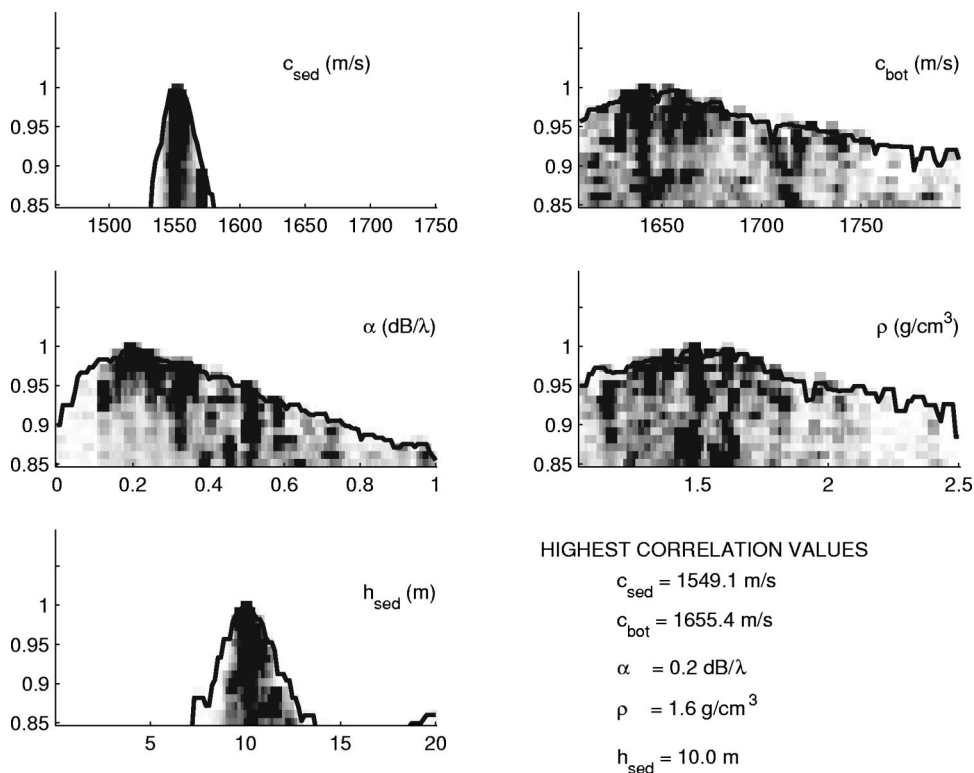 c_sed (m/s)
1
0.95
0.9
0.85
1500 1550 1600 1650 1700 1750
c_bot (m/s)
1
0.95
0.9
0.85
1650 1700 1750
α (dB/λ)
1
0.95
0.9
0.85
0 0.2 0.4 0.6 0.8 1
ρ (g/cm³)
1
0.95
0.9
0.85
1.5 2 2.5
h_sed (m)
1
0.95
0.9
0.85
5 10 15 20
HIGHEST CORRELATION VALUES
c_sed = 1549.1 m/s
c_bot = 1655.4 m/s
α = 0.2 dB/λ
ρ = 1.6 g/cm³
h_sed = 10.0 m